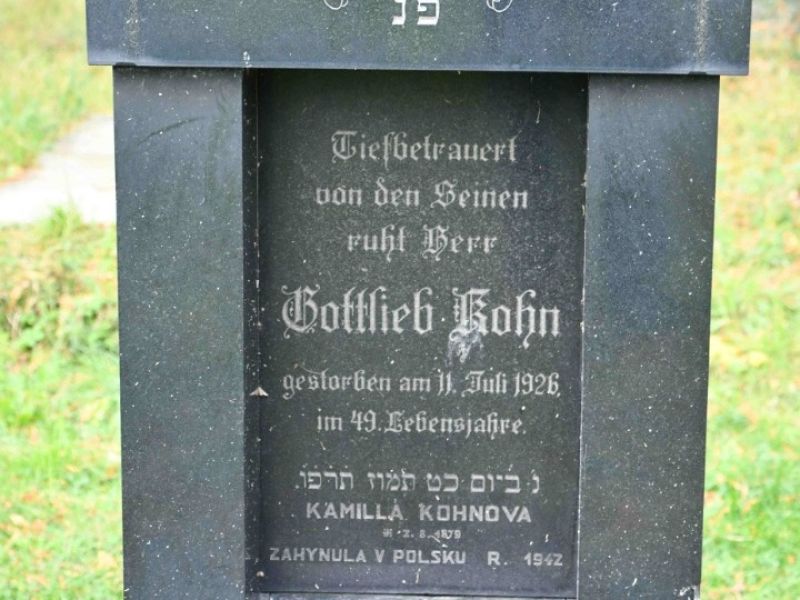 פנ
Tiefbetrauert
von den Seinen
ruht Herr
Gottlieb Kohn
gestorben am 11. Juli 1926,
im 49. Lebensjahre.
נ ביום כט תמוז תרפו.
KAMILLA KOHNOVA
ZAHYNULA V POLSKU R. 1942